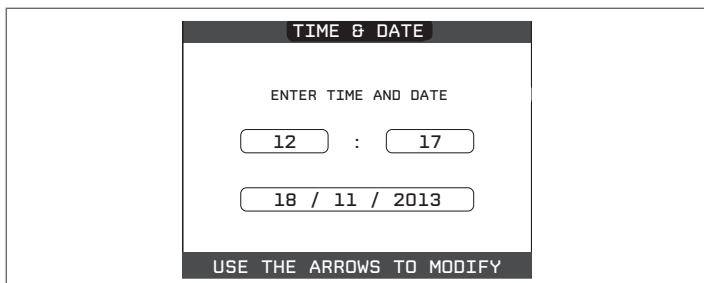 TIME & DATE
ENTER TIME AND DATE
12 : 17
18 / 11 / 2013
USE THE ARROWS TO MODIFY